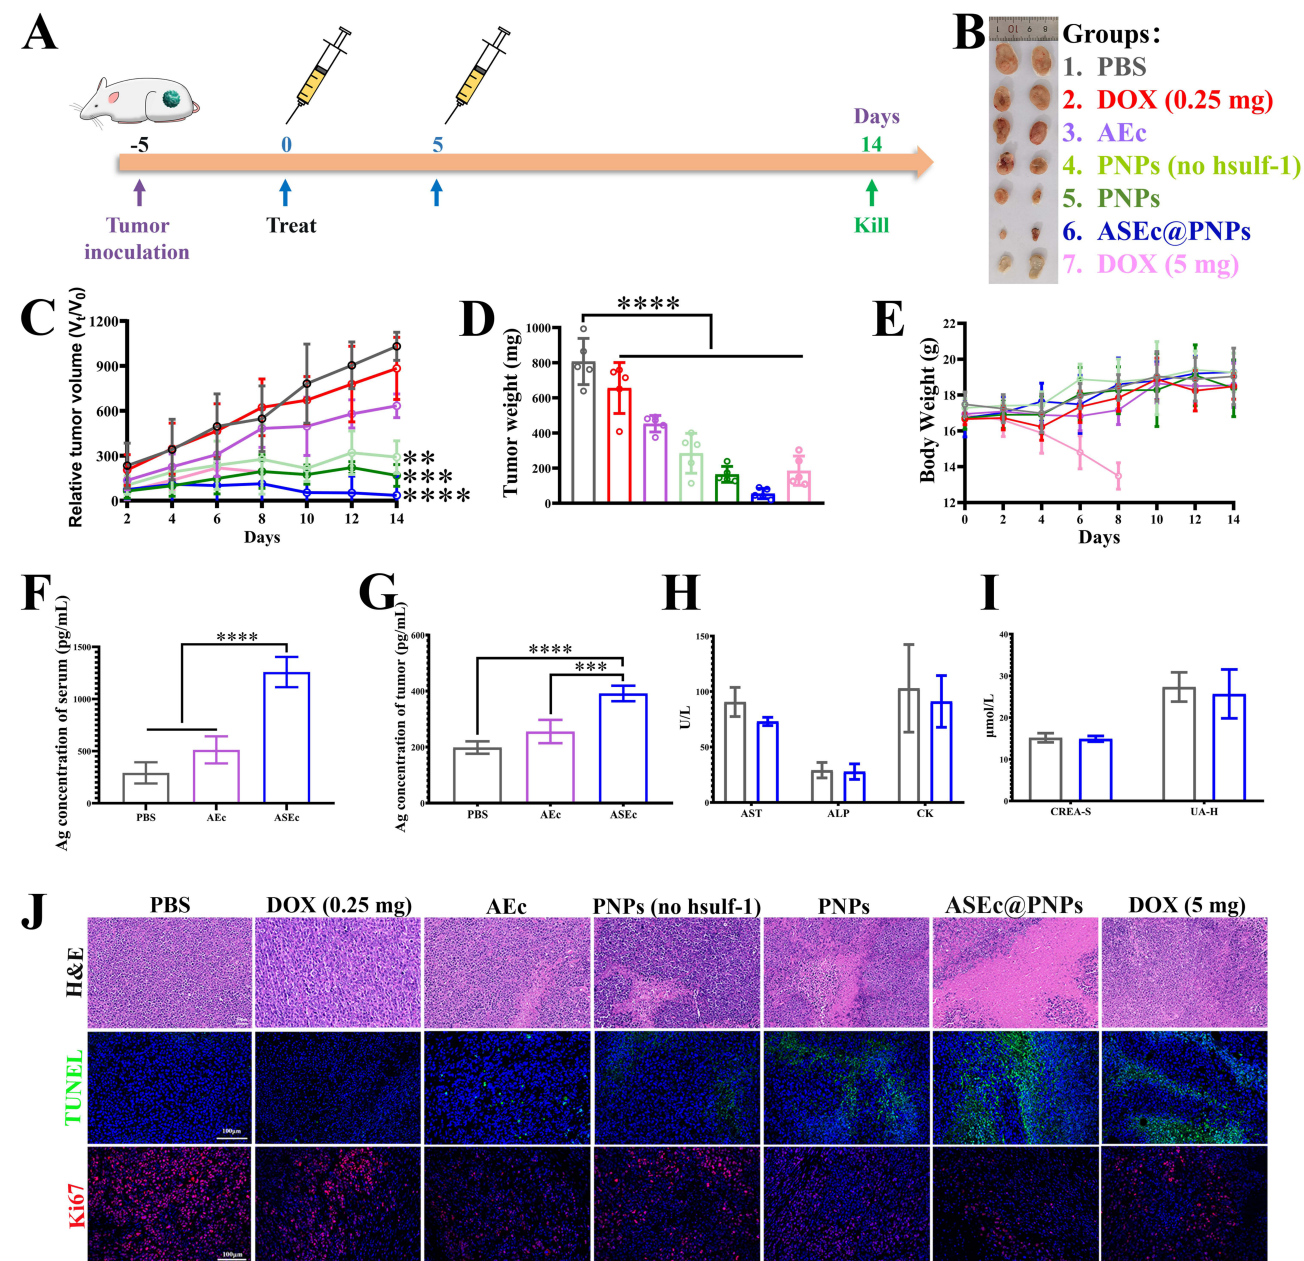 A
-5
0
5
Days
14
Tumor
inoculation
Treat
Kill
B
1 10 9 8
Groups:
1. PBS
2. DOX (0.25 mg)
3. AEc
4. PNPs (no hsulf-1)
5. PNPs
6. ASEc@PNPs
7. DOX (5 mg)
C
Relative tumor volume (Vt/V0)
1200
900
600
300
0
2 4 6 8 10 12 14
Days
**
***
****
D
Tumor weight (mg)
1000
800
600
400
200
0
****
E
Body Weight (g)
22
20
18
16
14
12
0 2 4 6 8 10 12 14
Days
F
Ag concentration of serum (pg/mL)
1500
1000
500
0
****
PBS AEc ASEc
G
Ag concentration of tumor (pg/mL)
600
400
200
0
****
***
PBS AEc ASEc
H
U/L
150
100
50
0
AST ALP CK
I
μmol/L
40
30
20
10
0
CREA-S UA-H
J
PBS DOX (0.25 mg) AEc PNPs (no hsulf-1) PNPs ASEc@PNPs DOX (5 mg)
H&E
TUNEL
100μm
Ki67
100μm